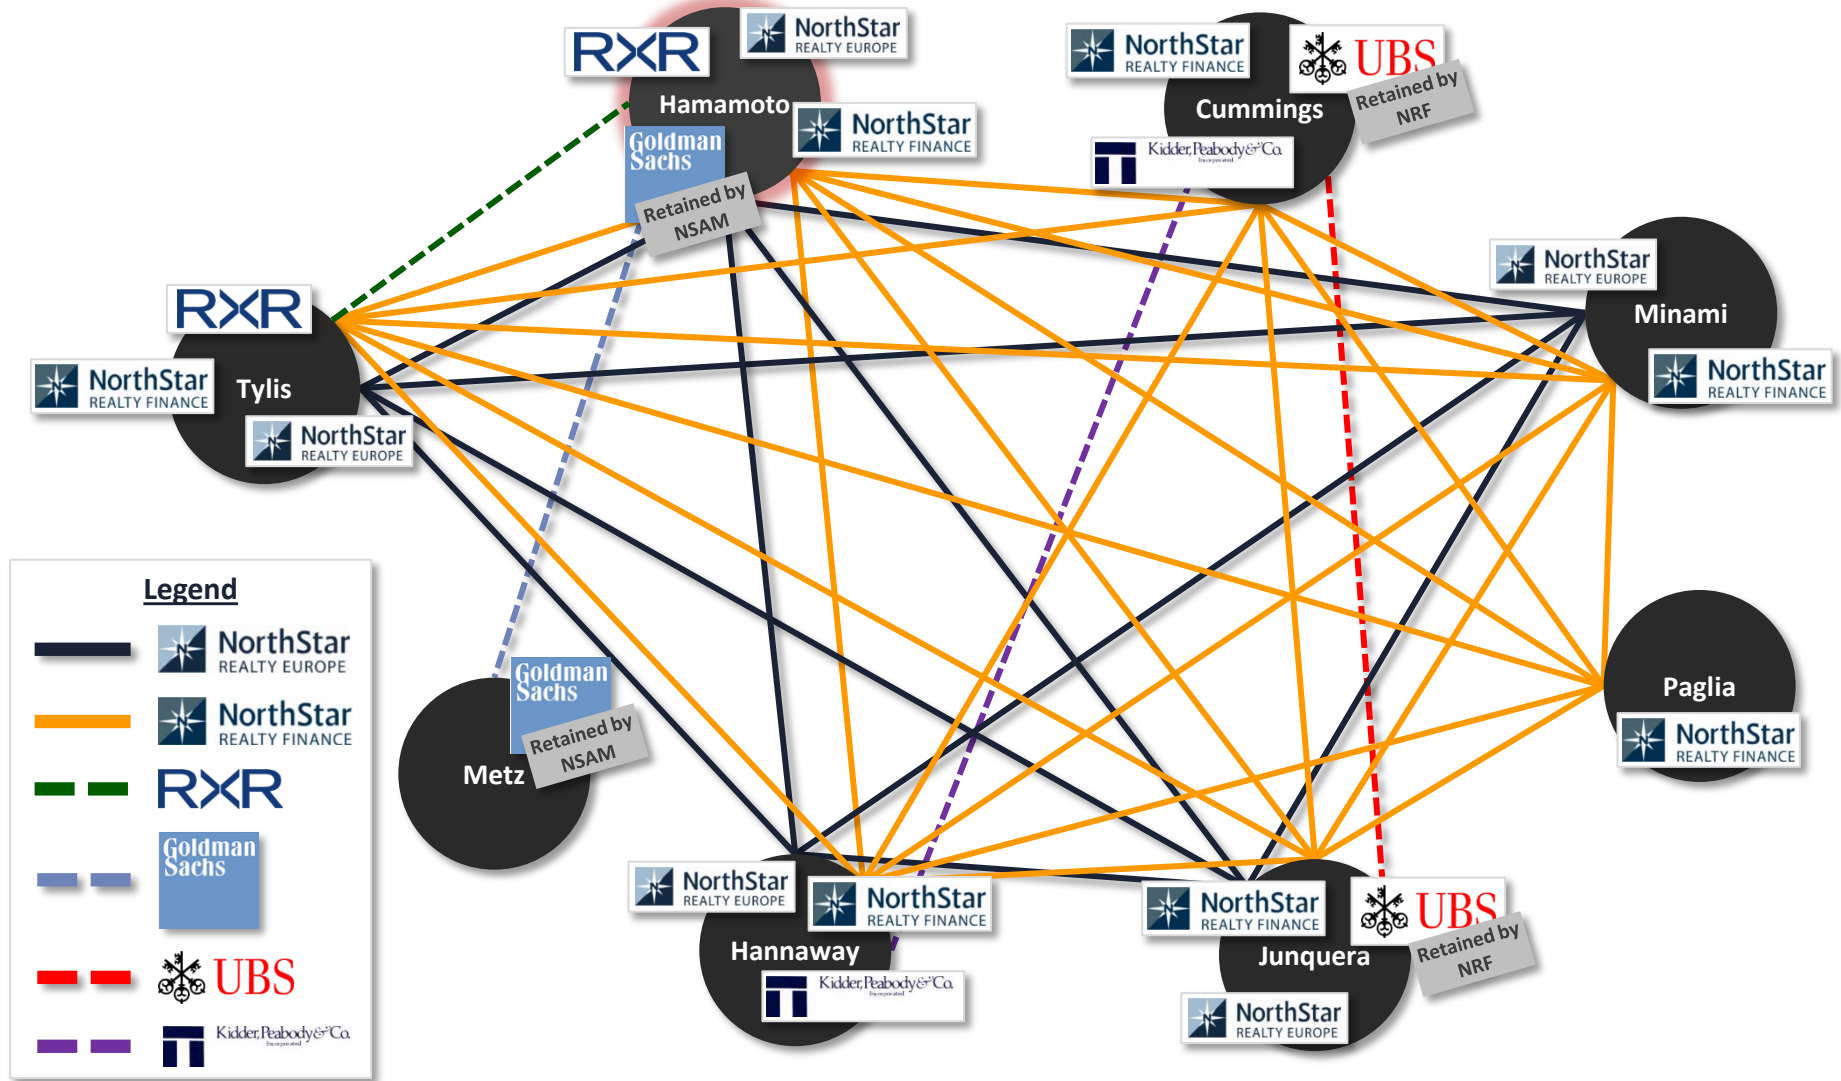 NorthStar
REALTY EUROPE
RXR
Hamamoto
NorthStar
REALTY FINANCE
Goldman
Sachs
Retained by
NSAM
NorthStar
REALTY FINANCE
UBS
Retained by
NRF
Cummings
Kidder, Peabody & Co.
Incorporated
NorthStar
REALTY EUROPE
Minami
NorthStar
REALTY FINANCE
RXR
NorthStar
REALTY FINANCE
Tylis
NorthStar
REALTY EUROPE
Paglia
NorthStar
REALTY FINANCE
Goldman
Sachs
Retained by
NSAM
Metz
NorthStar
REALTY EUROPE
NorthStar
REALTY FINANCE
Hannaway
Kidder, Peabody & Co.
Incorporated
NorthStar
REALTY FINANCE
UBS
Retained by
NRF
Junquera
NorthStar
REALTY EUROPE
Legend
NorthStar
REALTY EUROPE
NorthStar
REALTY FINANCE
RXR
Goldman
Sachs
UBS
Kidder, Peabody & Co.
Incorporated